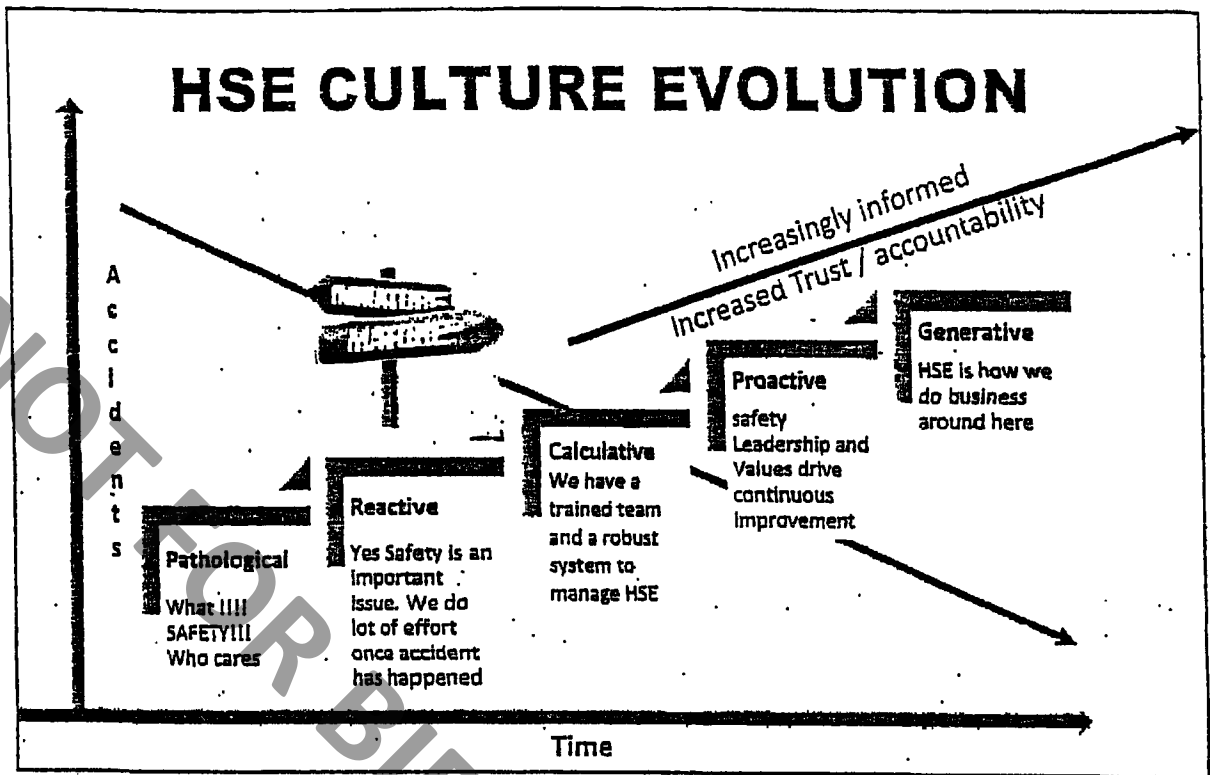 HSE CULTURE EVOLUTION
Accidents
Increasingly informed
Increased Trust / accountability
Pathological
What !!!!
SAFETY!!!
Who cares
Reactive
Yes Safety is an
important
issue. We do
lot of effort
once accident
has happened
Calculative
We have a
trained team
and a robust
system to
manage HSE
Proactive
safety
Leadership and
Values drive
continuous
improvement
Generative
HSE is how we
do business
around here
Time
NOT FOR